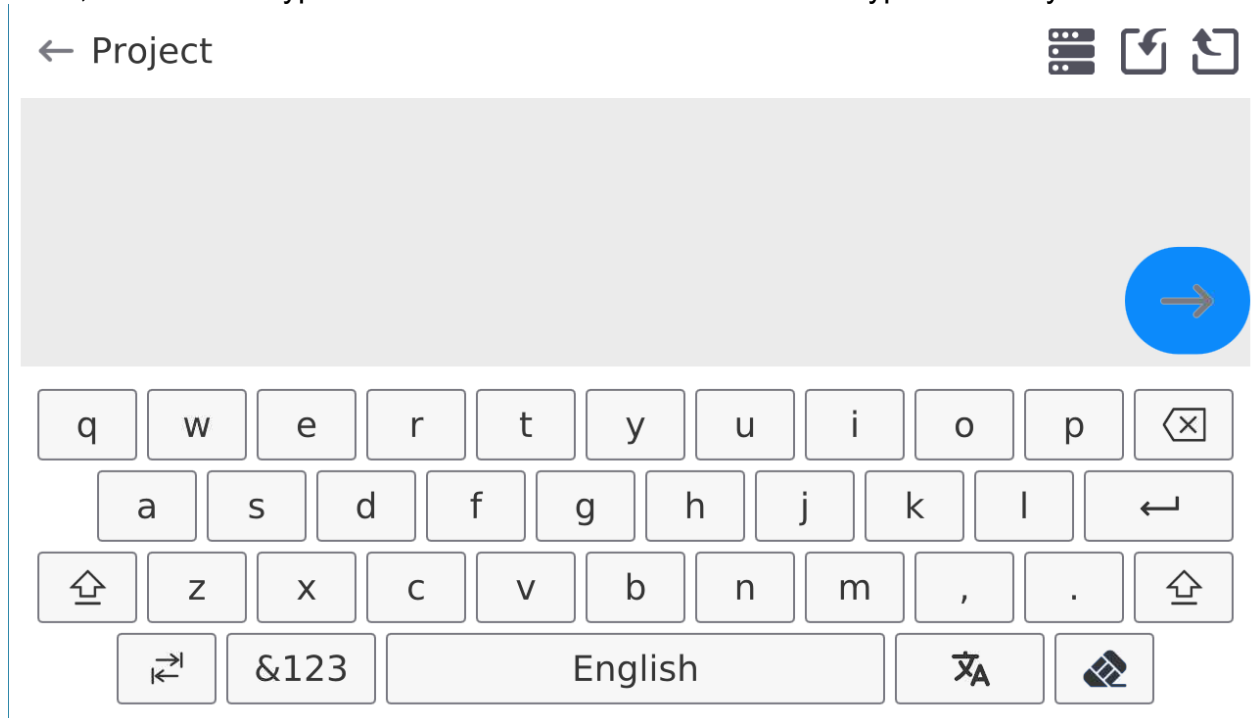 Project
q w e r t y u i o p
a s d f g h j k l
z x c v b n m , .
&123 English